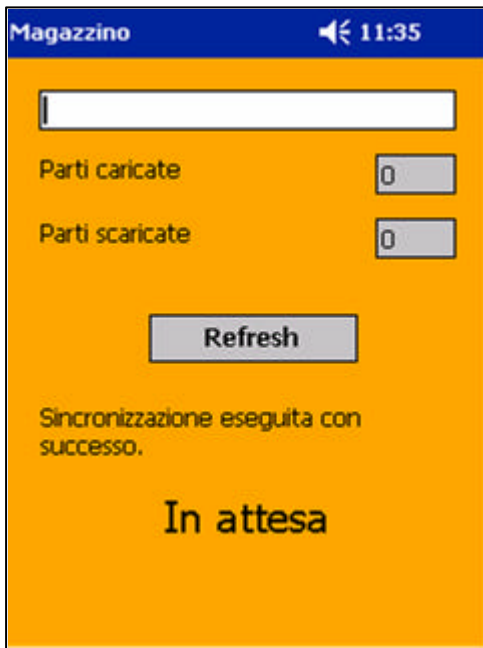 Magazzino 11:35
Parti caricate 0
Parti scaricate 0
Refresh
Sincronizzazione eseguita con
successo.
In attesa